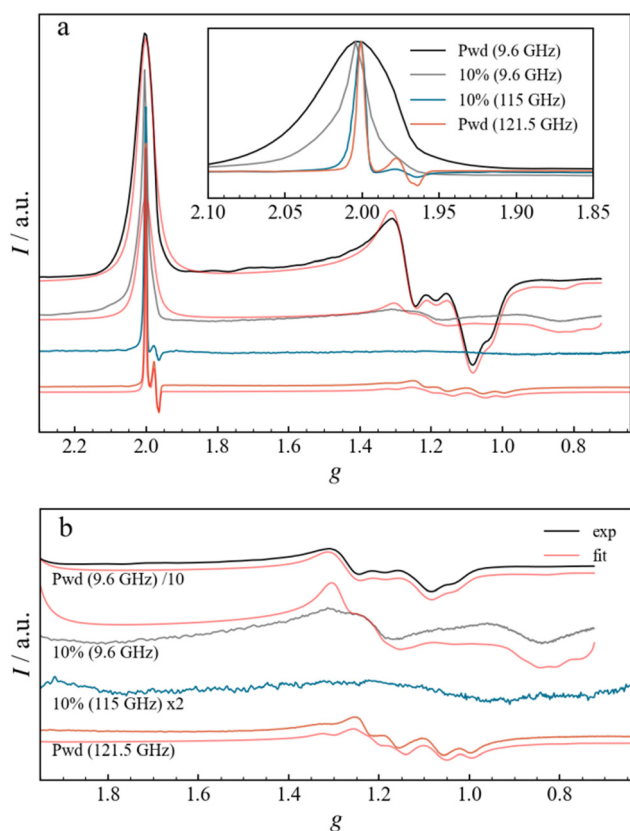 a
Pwd (9.6 GHz)
10% (9.6 GHz)
10% (115 GHz)
Pwd (121.5 GHz)
2.10 2.05 2.00 1.95 1.90 1.85
I / a.u.
2.2 2.0 1.8 1.6 1.4 1.2 1.0 0.8
g
b
exp
fit
Pwd (9.6 GHz) /10
10% (9.6 GHz)
10% (115 GHz) x2
Pwd (121.5 GHz)
I / a.u.
1.8 1.6 1.4 1.2 1.0 0.8
g